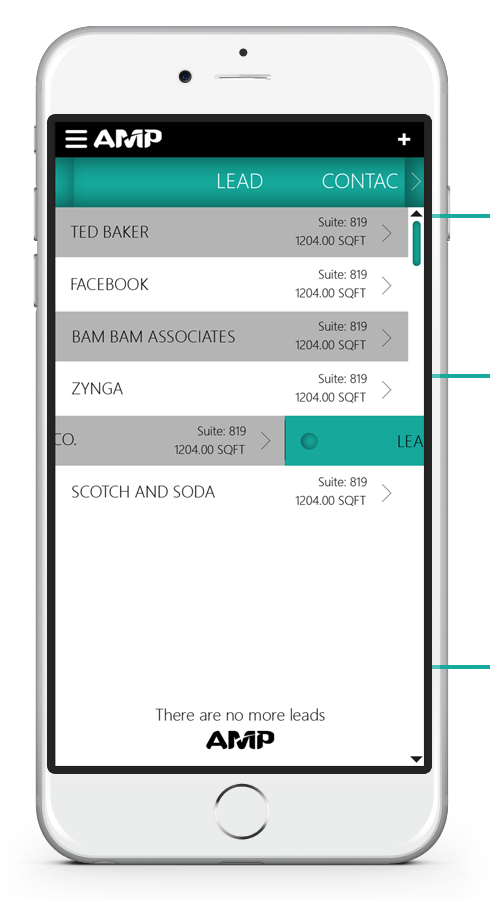 AMP +
LEAD CONTAC
TED BAKER
Suite: 819
1204.00 SQFT
FACEBOOK
Suite: 819
1204.00 SQFT
BAM BAM ASSOCIATES
Suite: 819
1204.00 SQFT
ZYNGA
Suite: 819
1204.00 SQFT
CO.
Suite: 819
1204.00 SQFT
LEA
SCOTCH AND SODA
Suite: 819
1204.00 SQFT
There are no more leads
AMP